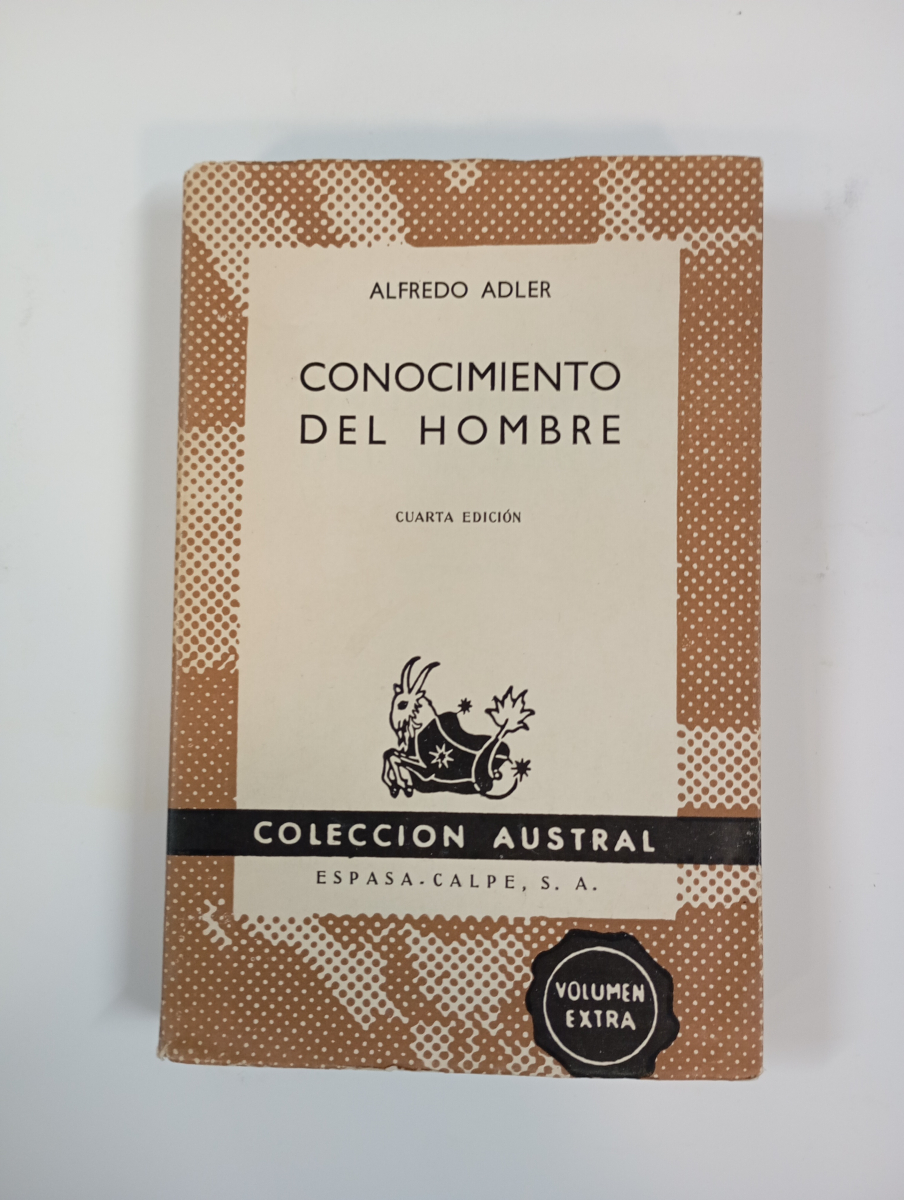 ALFREDO ADLER
CONOCIMIENTO
DEL HOMBRE
CUARTA EDICIÓN
COLECCION AUSTRAL
ESPASA-CALPE, S. A.
VOLUMEN
EXTRA